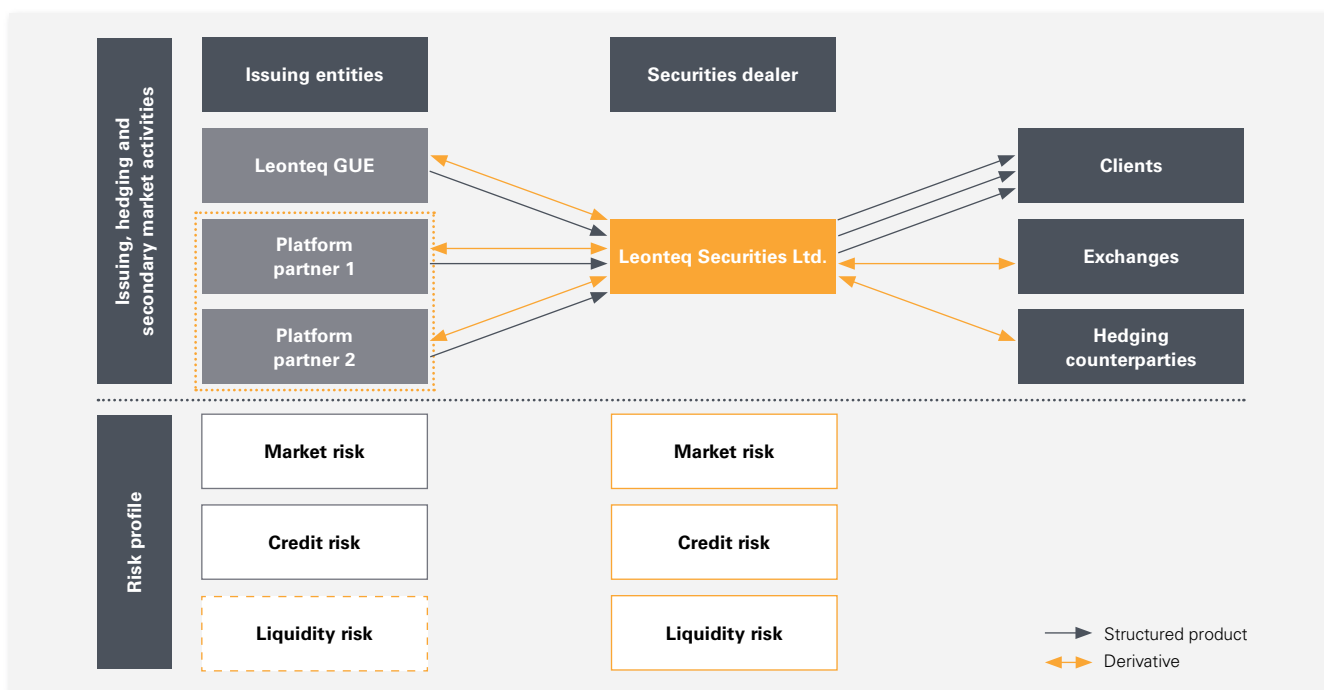 Issuing, hedging and
secondary market activities
Issuing entities
Securities dealer
Leonteq GUE
Clients
Platform
partner 1
Leonteq Securities Ltd.
Exchanges
Platform
partner 2
Hedging
counterparties
Risk profile
Market risk
Market risk
Credit risk
Credit risk
Liquidity risk
Liquidity risk
Structured product
Derivative